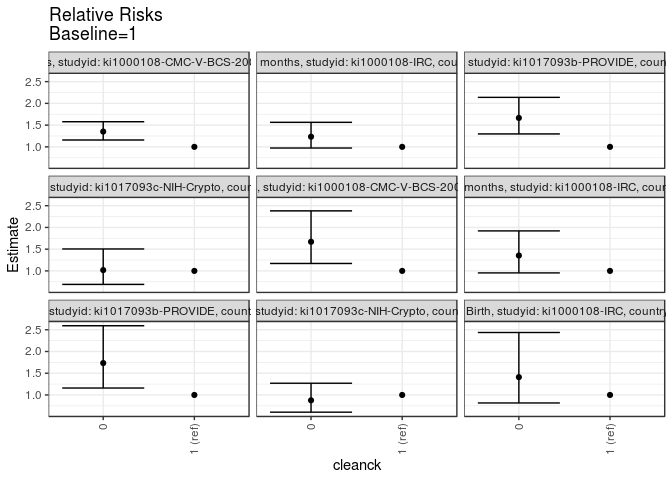 Relative Risks
Baseline=1
s, studyid: ki1000108-CMC-V-BCS-200
months, studyid: ki1000108-IRC, cou
studyid: ki1017093b-PROVIDE, coun
2.5
2.0
1.5
1.0
studyid: ki1017093c-NIH-Crypto, coun
, studyid: ki1000108-CMC-V-BCS-200
months, studyid: ki1000108-IRC, cour
2.5
2.0
1.5
1.0
studyid: ki1017093b-PROVIDE, count
studyid: ki1017093c-NIH-Crypto, coun
Birth, studyid: ki1000108-IRC, country
2.5
2.0
1.5
1.0
Estimate
0
1 (ref)
0
1 (ref)
0
1 (ref)
cleanck